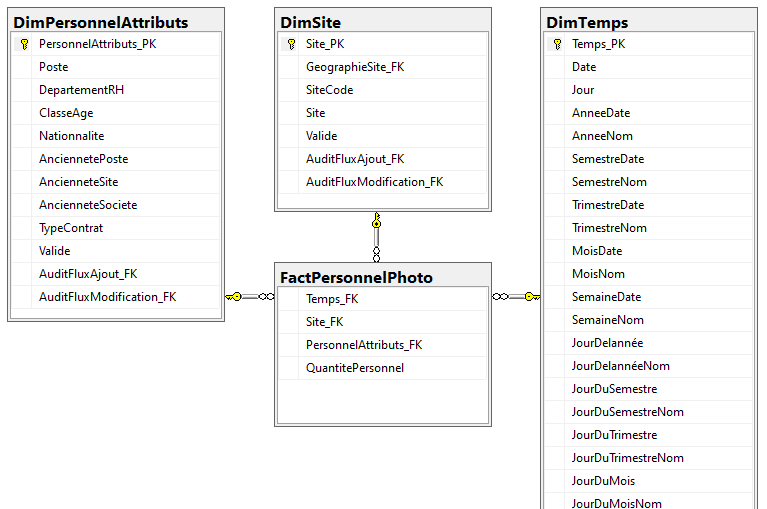 DimPersonnelAttributs
PersonnelAttributs_PK
Poste
DepartementRH
ClasseAge
Nationnalite
AnciennetePoste
AncienneteSite
AncienneteSociete
TypeContrat
Valide
AuditFluxAjout_FK
AuditFluxModification_FK
DimSite
Site_PK
GeographieSite_FK
SiteCode
Site
Valide
AuditFluxAjout_FK
AuditFluxModification_FK
FactPersonnelPhoto
Temps_FK
Site_FK
PersonnelAttributs_FK
QuantitePersonnel
DimTemps
Temps_PK
Date
Jour
AnneeDate
AnneeNom
SemestreDate
SemestreNom
TrimestreDate
TrimestreNom
MoisDate
MoisNom
SemaineDate
SemaineNom
JourDelannée
JourDelannéeNom
JourDuSemestre
JourDuSemestreNom
JourDuTrimestre
JourDuTrimestreNom
JourDuMois
JourDuMoisNom